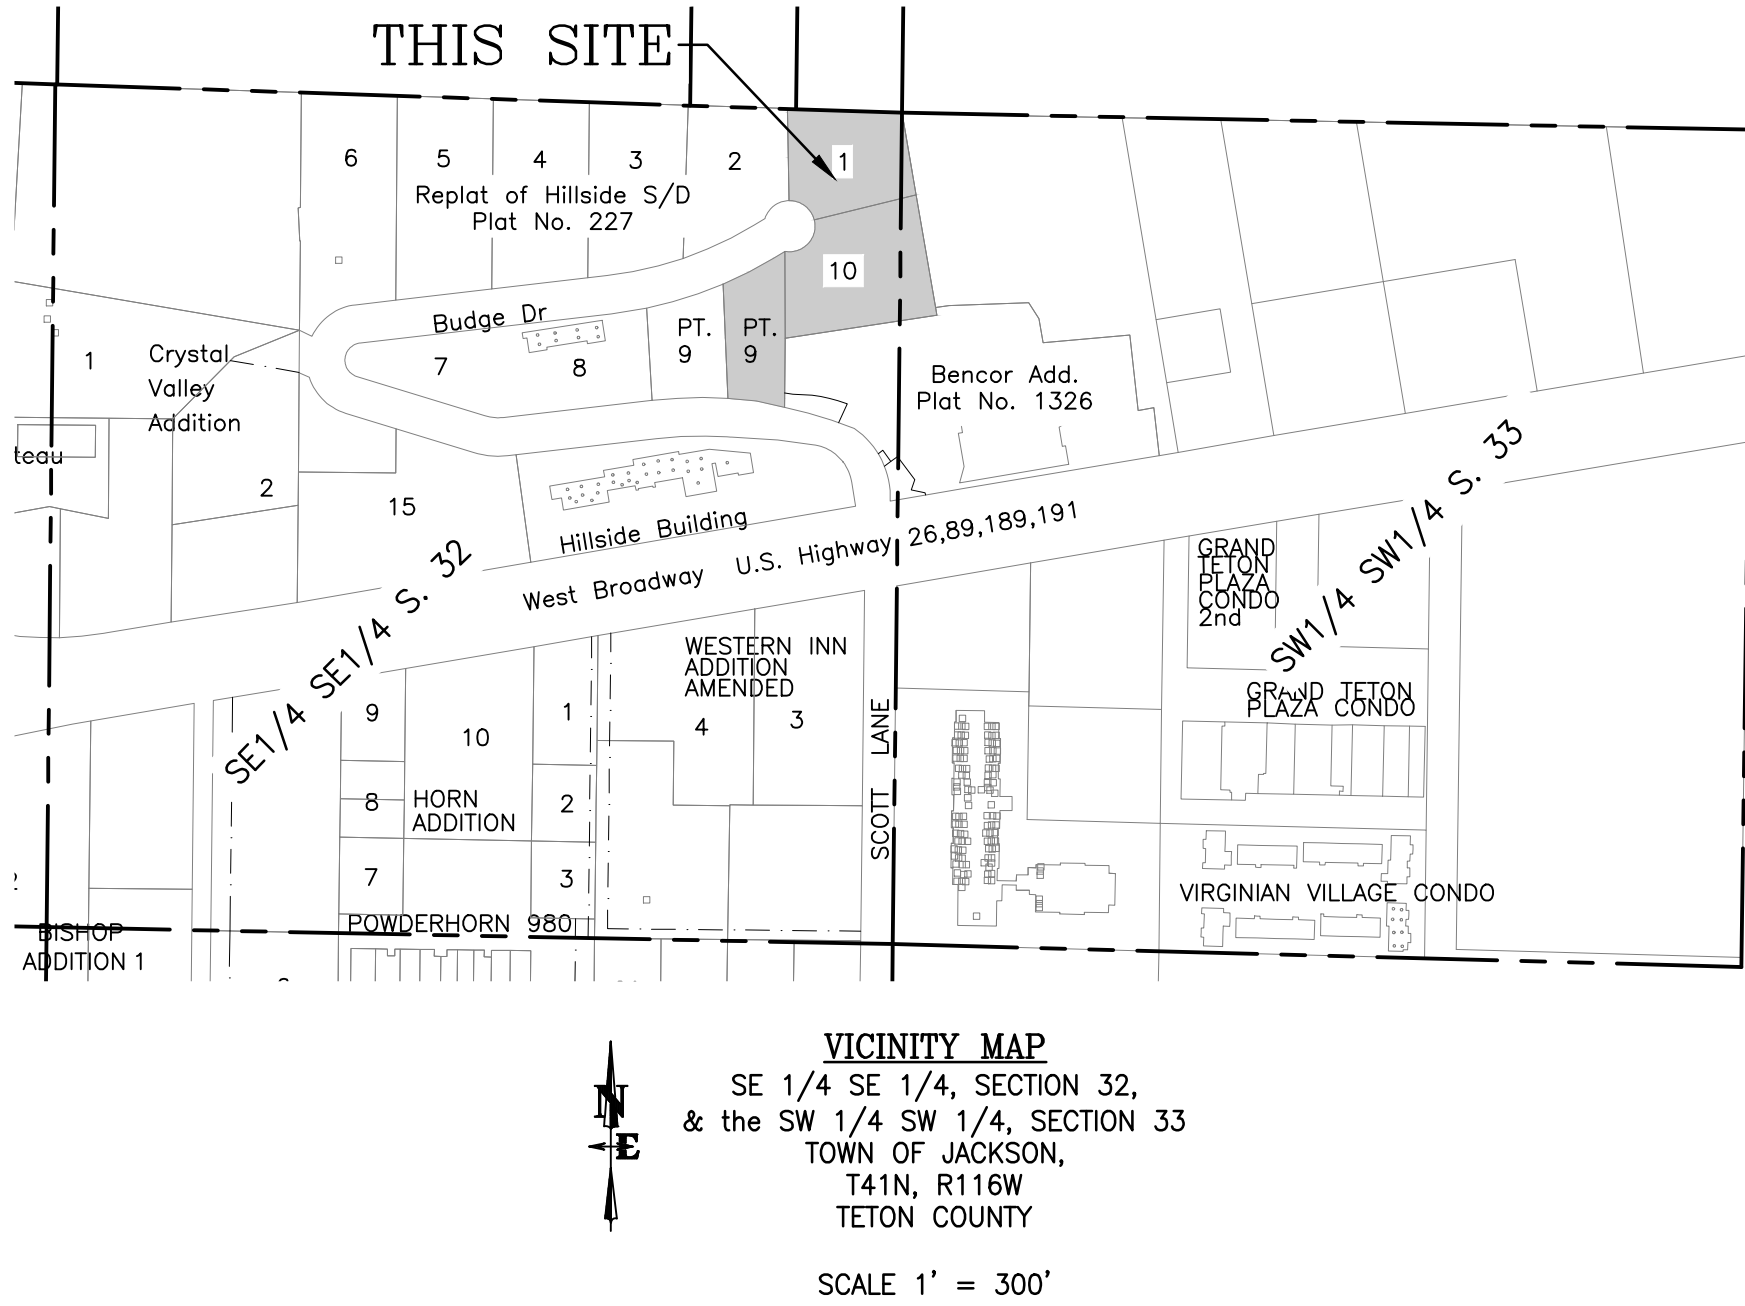 THIS SITE
6
5
4
3
2
1
Replat of Hillside S/D
Plat No. 227
10
Budge Dr
PT.
9
PT.
9
7
8
1
Crystal
Valley
Addition
Bencor Add.
Plat No. 1326
teau
2
15
Hillside Building
West Broadway U.S. Highway 26,89,189,191
SE1/4 SE1/4 S. 32
SW1/4 SW1/4 S. 33
GRAND
TETON
PLAZA
CONDO
2nd
WESTERN INN
ADDITION
AMENDED
4
3
GRAND TETON
PLAZA CONDO
9
10
1
SCOTT LANE
8
HORN
ADDITION
2
7
3
VIRGINIAN VILLAGE CONDO
POWDERHORN 980
BISHOP
ADDITION 1
VICINITY MAP
N
E
SE 1/4 SE 1/4, SECTION 32,
& the SW 1/4 SW 1/4, SECTION 33
TOWN OF JACKSON,
T41N, R116W
TETON COUNTY
SCALE 1' = 300'